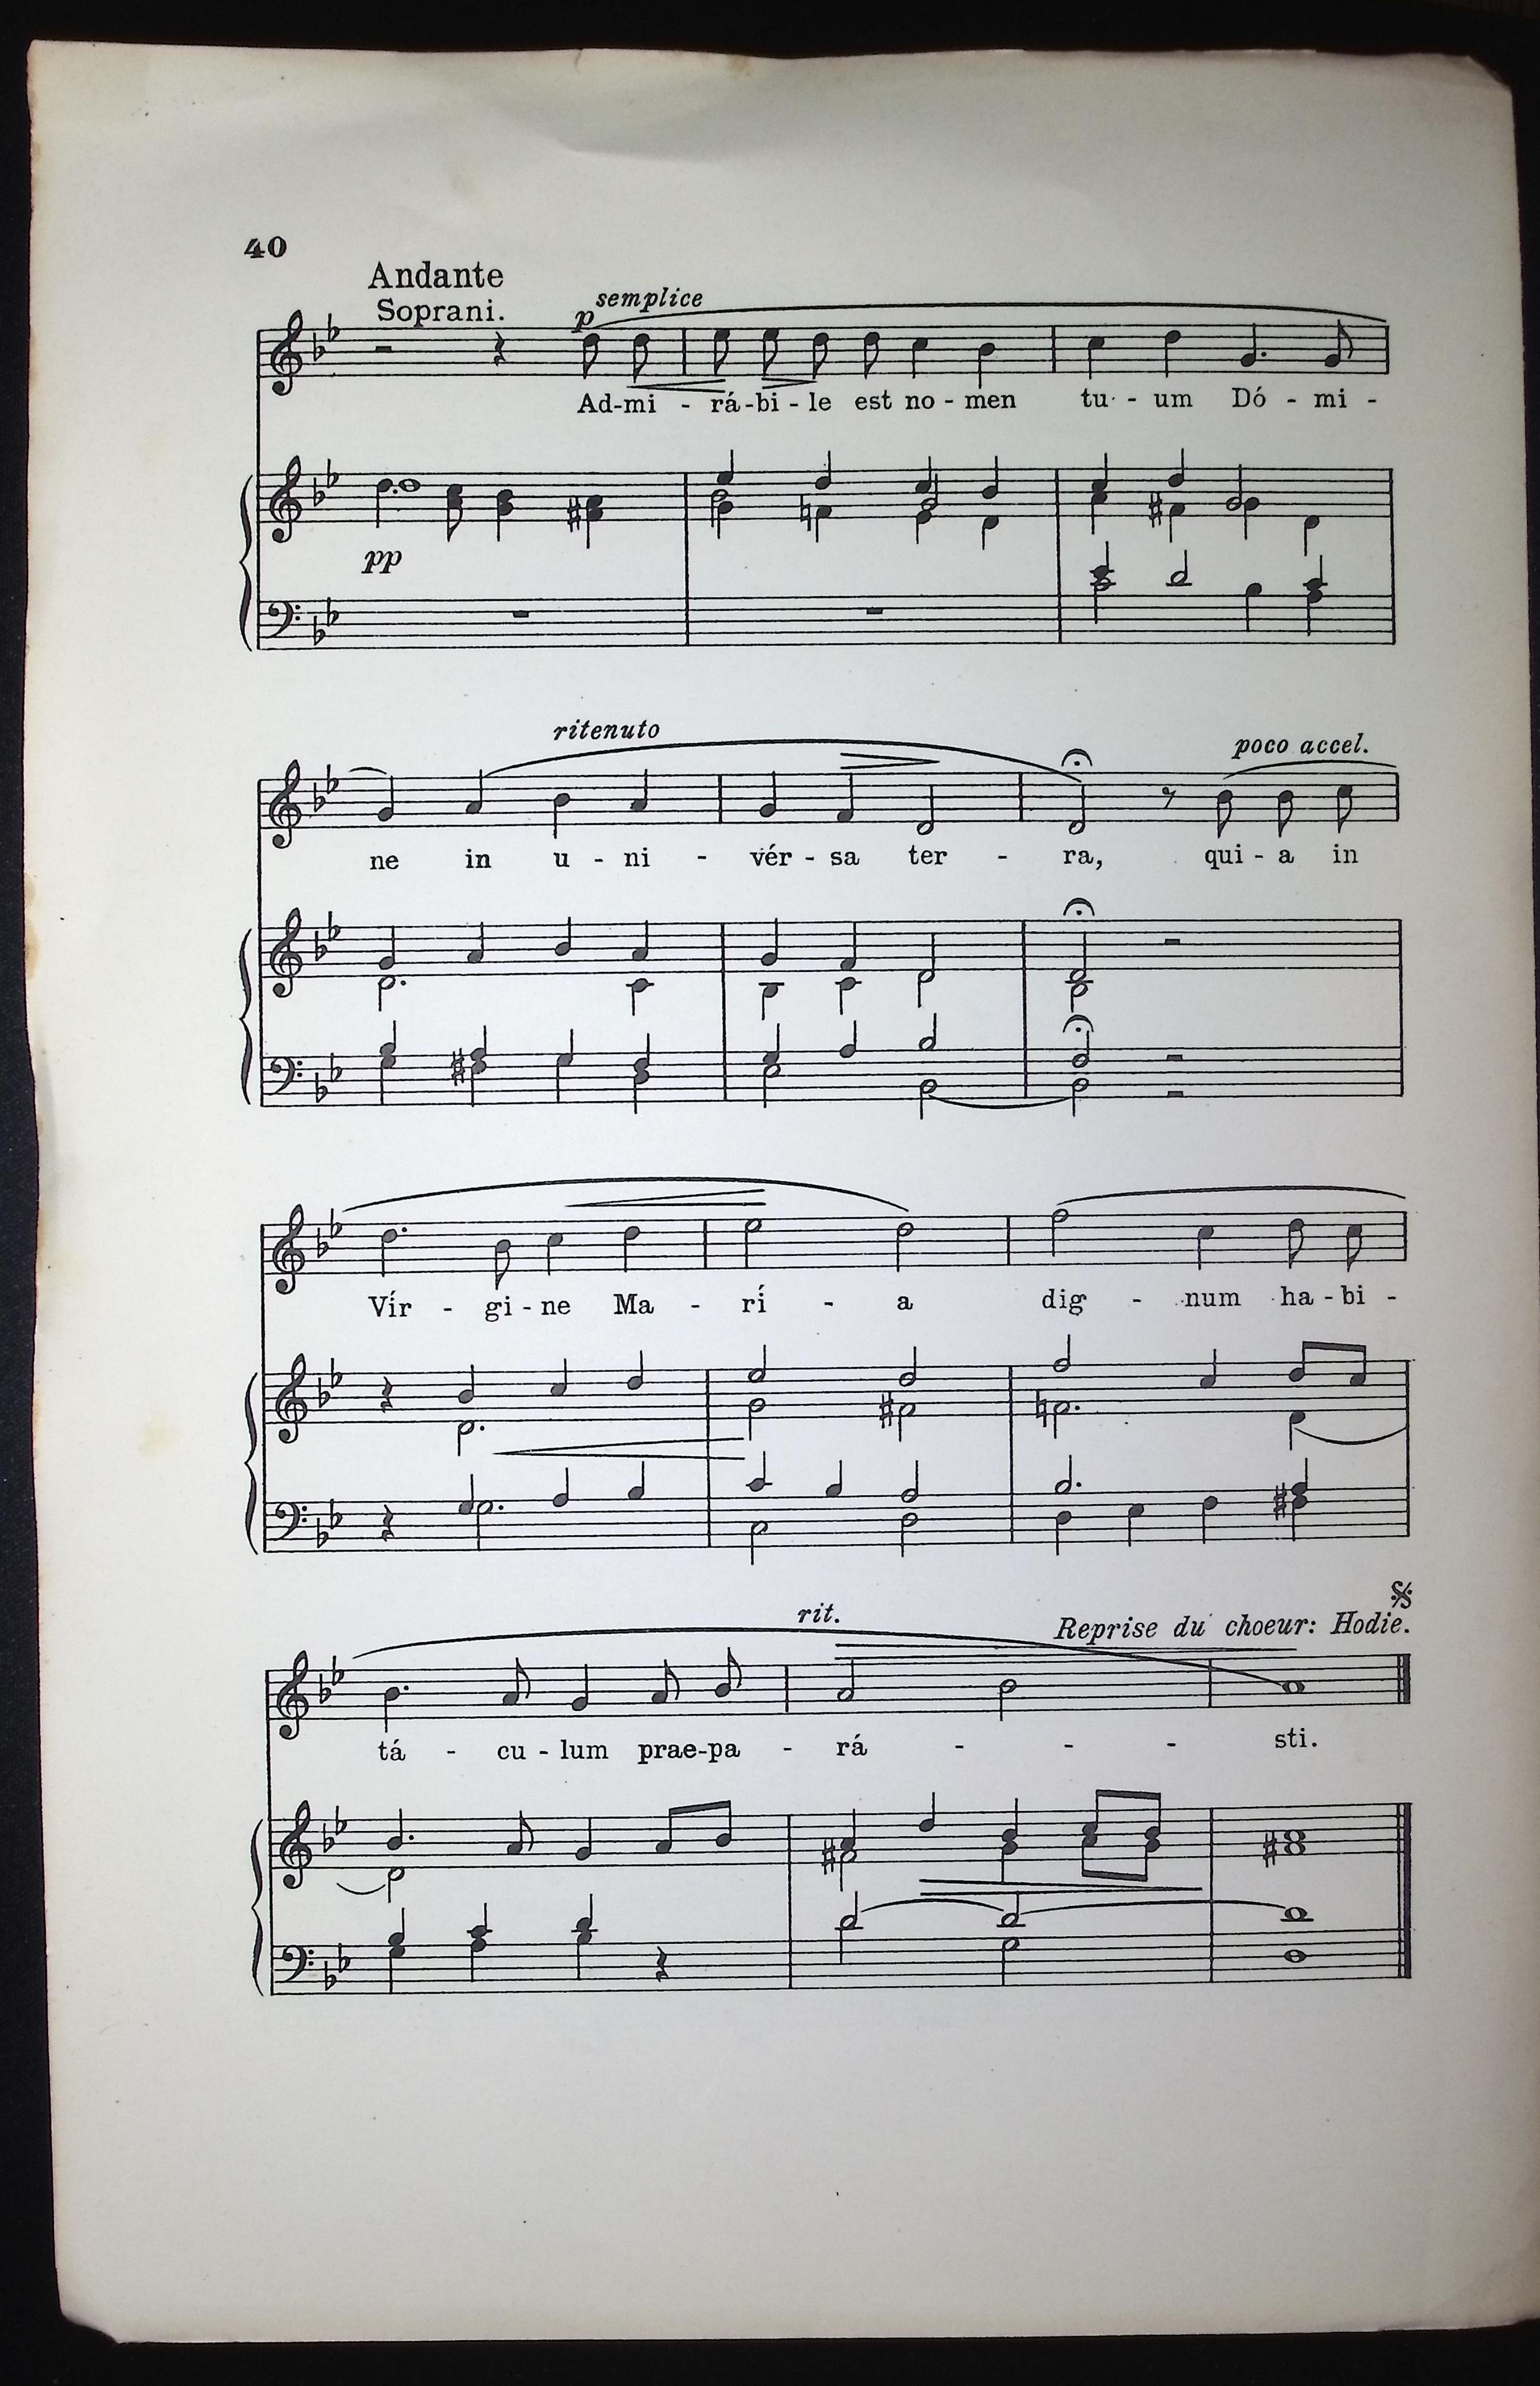 40
Andante
Soprani.
p semplice
Ad-mi - rá-bi-le est no-men tu - um Dó - mi -
pp
ritenuto
poco accel.
ne in u - ni - vér - sa ter - ra, qui - a in
Vír - gi - ne Ma - rí - a dig - num ha - bi -
rit.
Reprise du choeur: Hodie.
tá - cu - lum prae-pa - rá - - - sti.